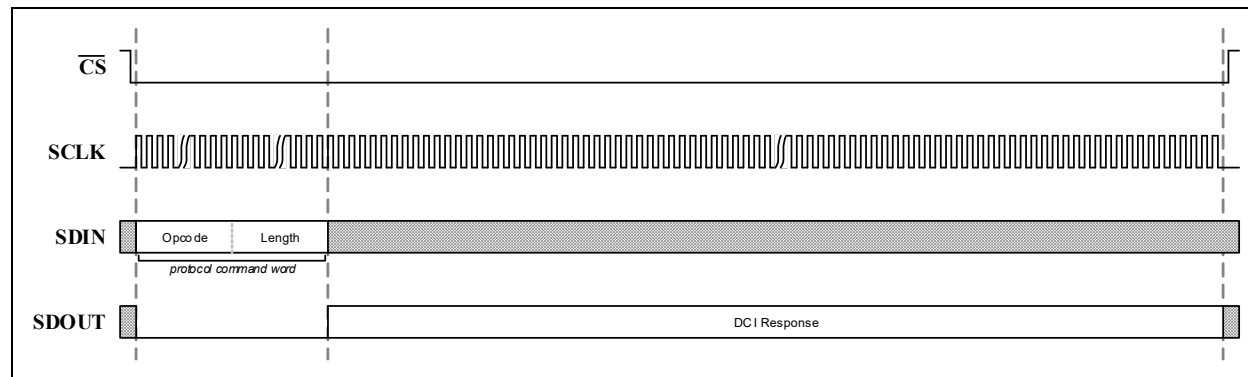 CS
SCLK
SDIN
Opcode Length
protocol command word
SDOUT
DCI Response